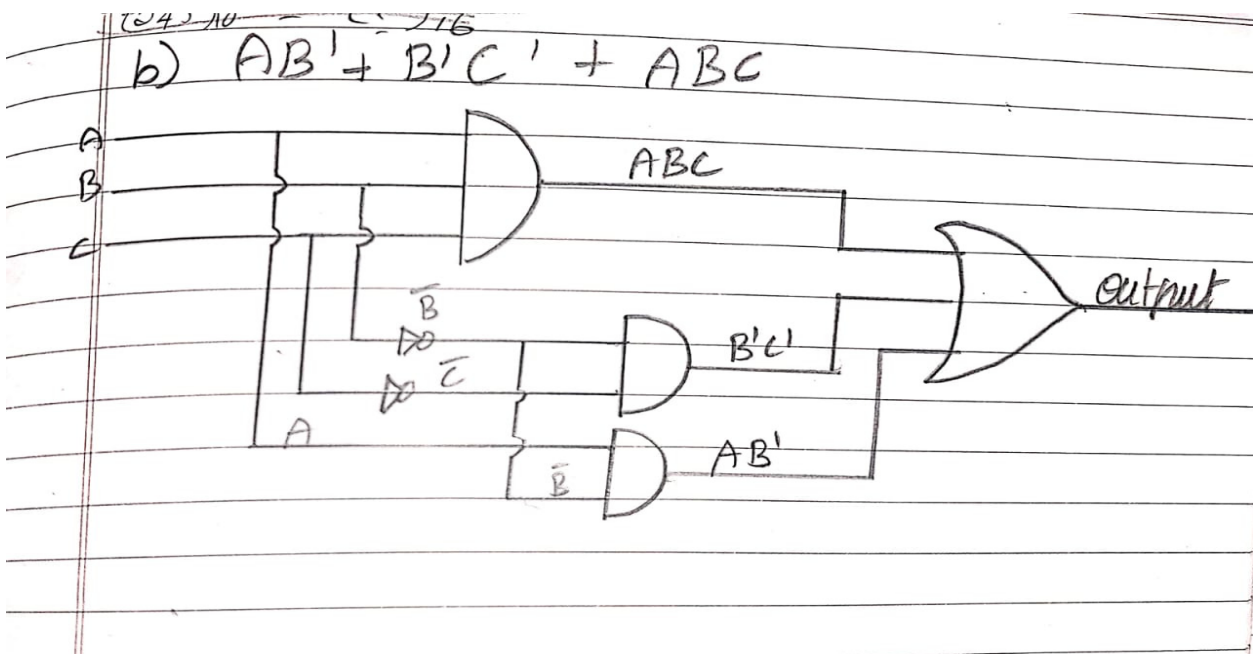 b) AB' + B'C' + ABC
A
B
C
ABC
B̅
C̅
B'C'
output
A
B̅
AB'